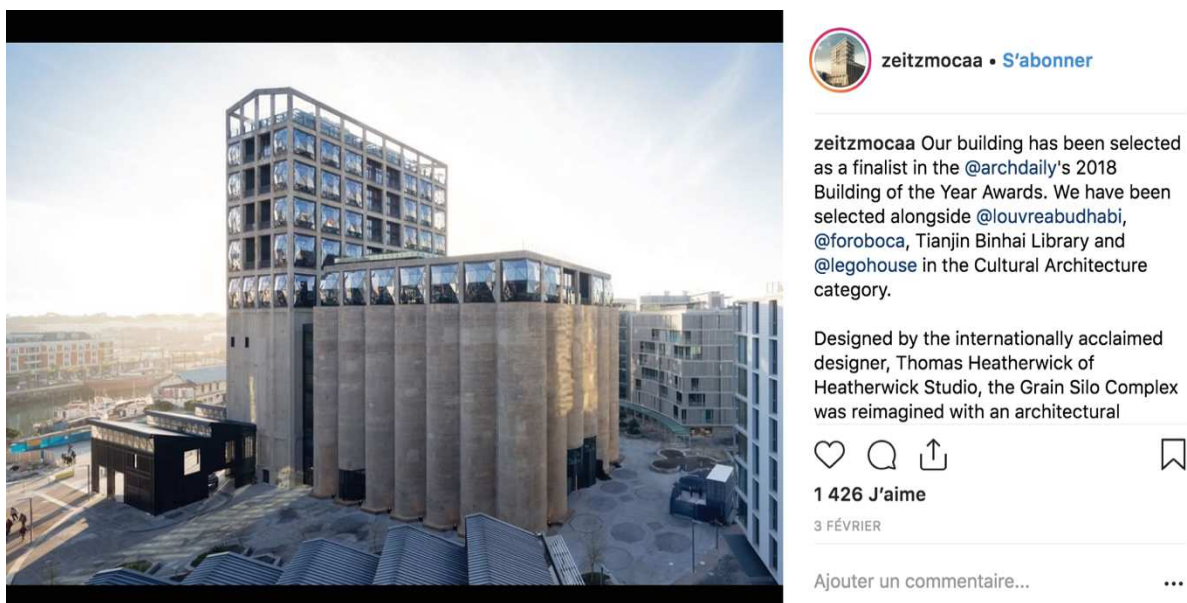 zeitzmocaa • S'abonner
zeitzmocaa Our building has been selected
as a finalist in the @archdaily's 2018
Building of the Year Awards. We have been
selected alongside @louvreabudhabi,
@foroboca, Tianjin Binhai Library and
@legohouse in the Cultural Architecture
category.
Designed by the internationally acclaimed
designer, Thomas Heatherwick of
Heatherwick Studio, the Grain Silo Complex
was reimagined with an architectural
1 426 J'aime
3 FÉVRIER
Ajouter un commentaire...